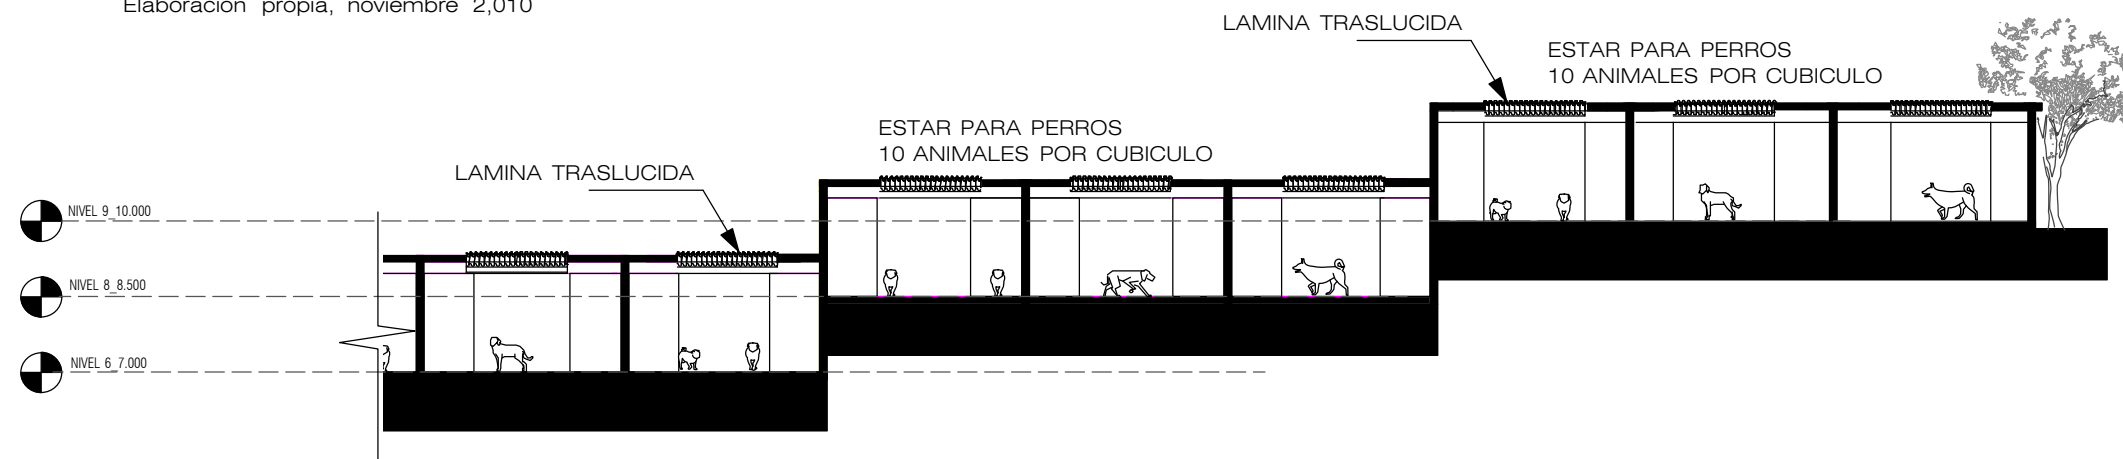 Elaboración propia, noviembre 2,010
LAMINA TRASLUCIDA
ESTAR PARA PERROS
10 ANIMALES POR CUBICULO
ESTAR PARA PERROS
10 ANIMALES POR CUBICULO
LAMINA TRASLUCIDA
NIVEL 9_10.000
NIVEL 8_8.500
NIVEL 6_7.000